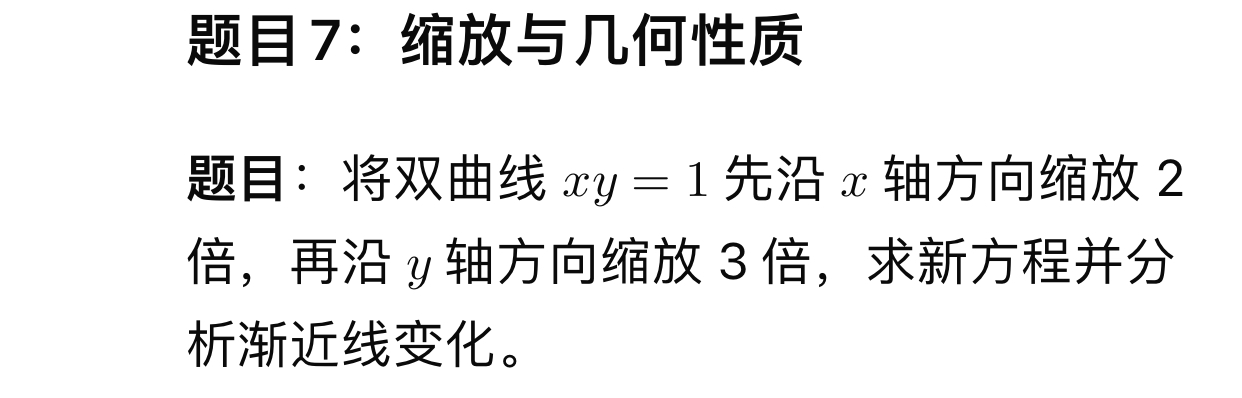 题目 7：缩放与几何性质
题目：将双曲线 xy = 1 先沿 x 轴方向缩放 2
倍，再沿 y 轴方向缩放 3 倍，求新方程并分
析渐近线变化。